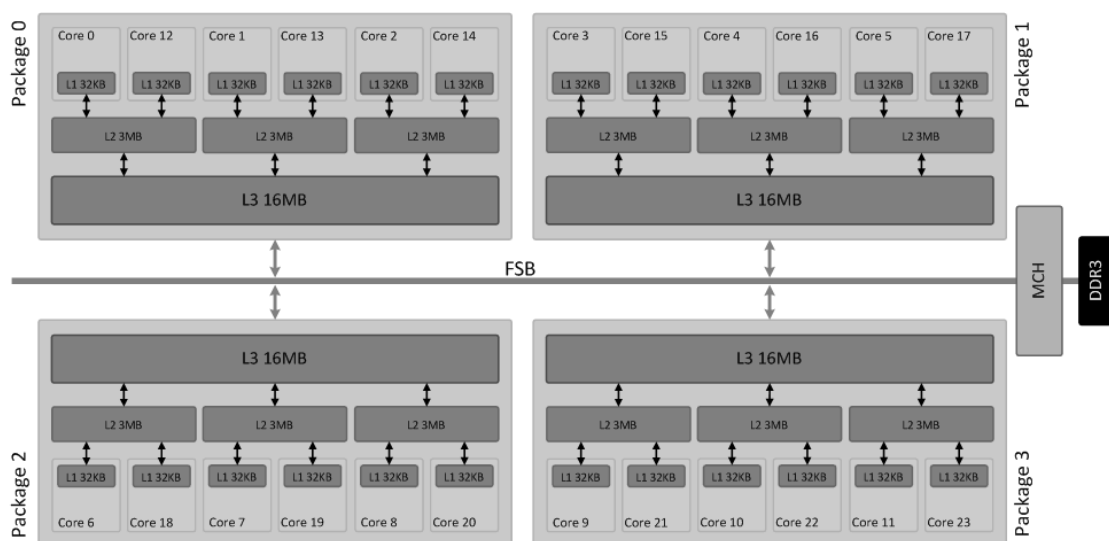 Package 0
Core 0 Core 12 Core 1 Core 13 Core 2 Core 14
L1 32KB L1 32KB L1 32KB L1 32KB L1 32KB L1 32KB
L2 3MB L2 3MB L2 3MB
L3 16MB
Package 1
Core 3 Core 15 Core 4 Core 16 Core 5 Core 17
L1 32KB L1 32KB L1 32KB L1 32KB L1 32KB L1 32KB
L2 3MB L2 3MB L2 3MB
L3 16MB
FSB
MCH
DDR3
Package 2
L3 16MB
L2 3MB L2 3MB L2 3MB
L1 32KB L1 32KB L1 32KB L1 32KB L1 32KB L1 32KB
Core 6 Core 18 Core 7 Core 19 Core 8 Core 20
Package 3
L3 16MB
L2 3MB L2 3MB L2 3MB
L1 32KB L1 32KB L1 32KB L1 32KB L1 32KB L1 32KB
Core 9 Core 21 Core 10 Core 22 Core 11 Core 23